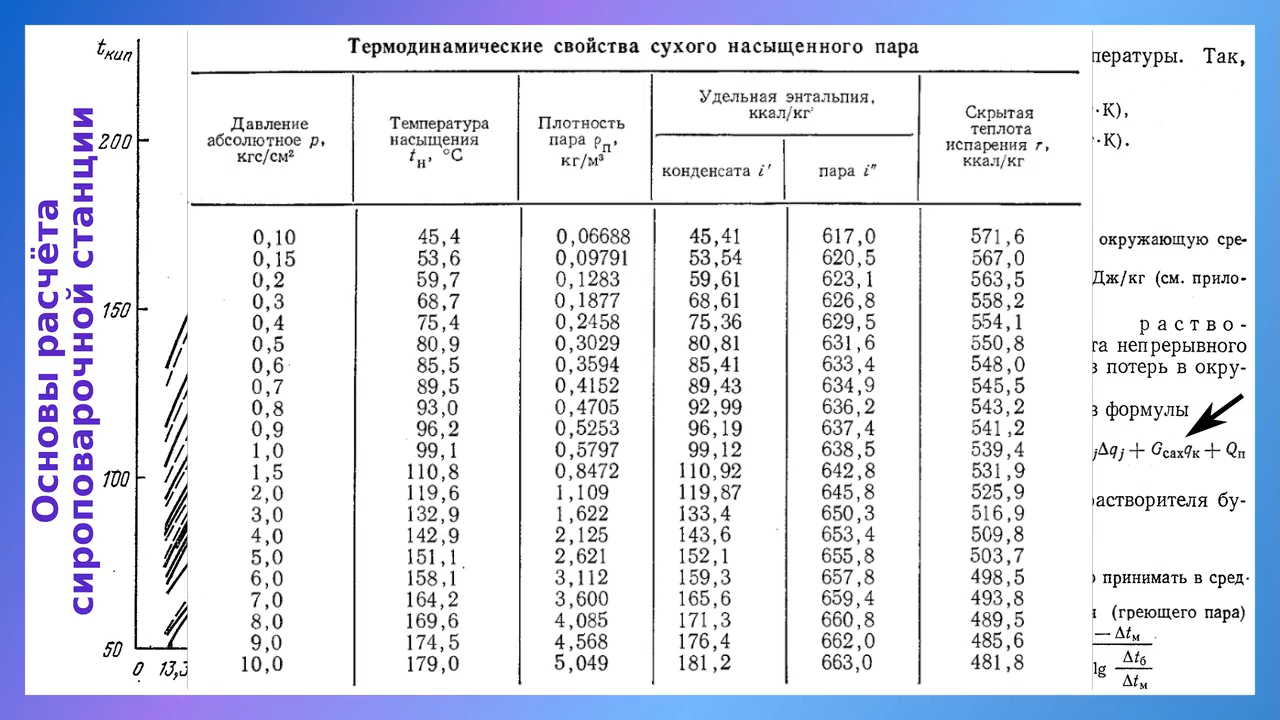 Основы расчёта
сироповарочной станции
tкип
200
150
100
50
0 13,3
Термодинамические свойства сухого насыщенного пара
Давление абсолютное p, кгс/см²
Температура насыщения tн, °C
Плотность пара ρп, кг/м³
Удельная энтальпия, ккал/кг
конденсата i′
пара i″
Скрытая теплота испарения r, ккал/кг
0,10 45,4 0,06688 45,41 617,0 571,6
0,15 53,6 0,09791 53,54 620,5 567,0
0,2 59,7 0,1283 59,61 623,1 563,5
0,3 68,7 0,1877 68,61 626,8 558,2
0,4 75,4 0,2458 75,36 629,5 554,1
0,5 80,9 0,3029 80,81 631,6 550,8
0,6 85,5 0,3594 85,41 633,4 548,0
0,7 89,5 0,4152 89,43 634,9 545,5
0,8 93,0 0,4705 92,99 636,2 543,2
0,9 96,2 0,5253 96,19 637,4 541,2
1,0 99,1 0,5797 99,12 638,5 539,4
1,5 110,8 0,8472 110,92 642,8 531,9
2,0 119,6 1,109 119,87 645,8 525,9
3,0 132,9 1,622 133,4 650,3 516,9
4,0 142,9 2,125 143,6 653,4 509,8
5,0 151,1 2,621 152,1 655,8 503,7
6,0 158,1 3,112 159,3 657,8 498,5
7,0 164,2 3,600 165,6 659,4 493,8
8,0 169,6 4,085 171,3 660,8 489,5
9,0 174,5 4,568 176,4 662,0 485,6
10,0 179,0 5,049 181,2 663,0 481,8
пературы. Так,
·К),
·К).
окружающую сре-
Дж/kг (см. прило-
раство-
та непрерывного
в потерь в окру-
з формулы
jΔqj + Gсахqк + Qп
растворителя бу-
принимать в сред-
(греющего пара)
— Δtм
lg Δtб
Δtм